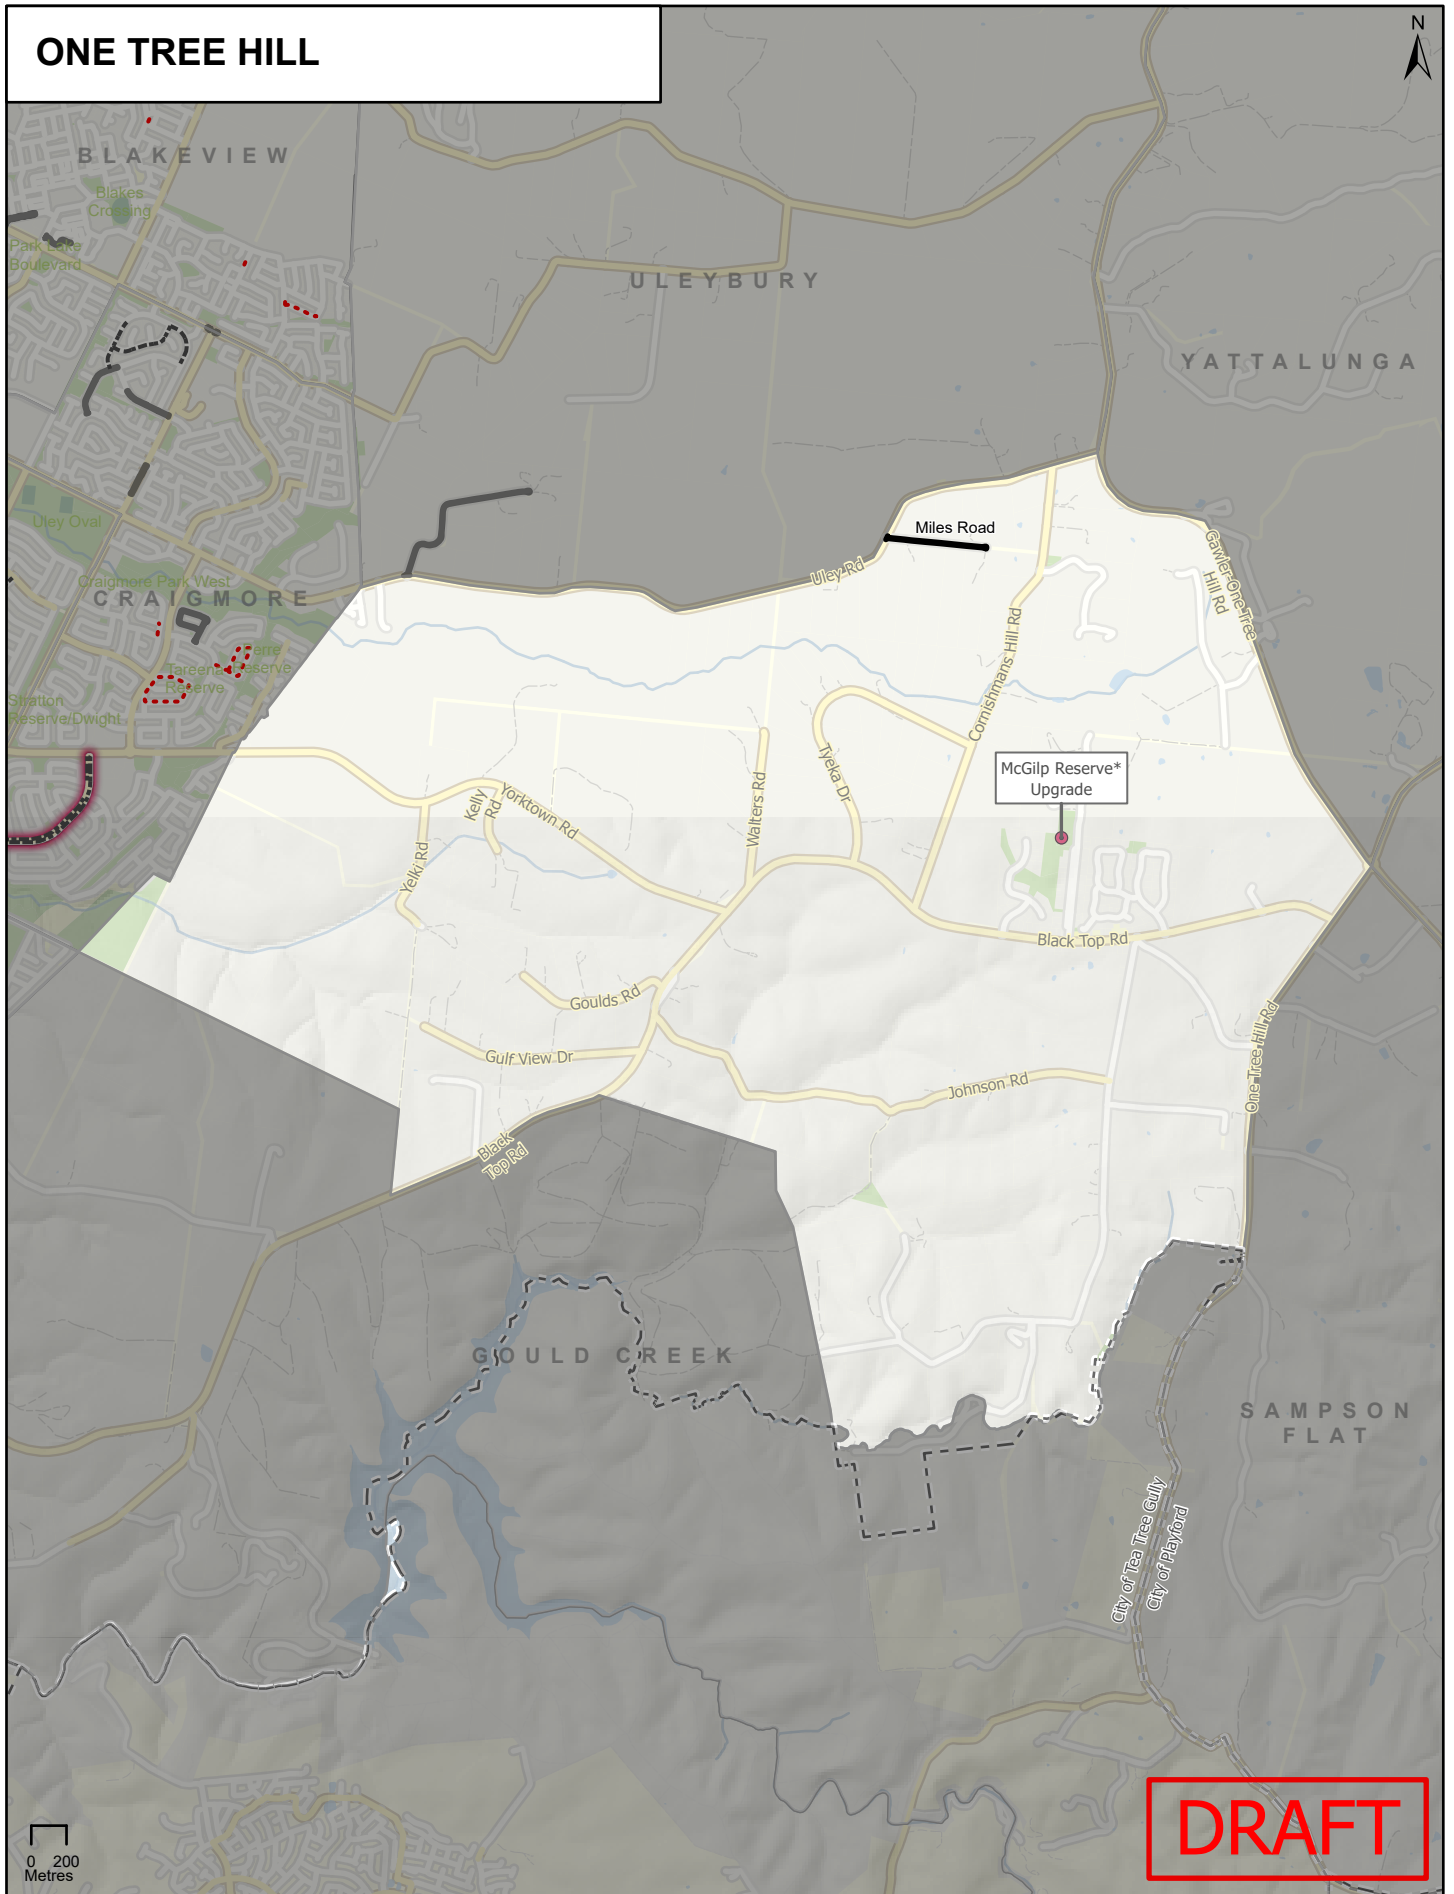 ONE TREE HILL
N
BLAKEVIEW
Blakes
Crossing
Park Lake
Boulevard
ULEYBURY
YATTALUNGA
Uley Oval
Miles Road
Uley Rd
Gawler-One Tree
Hill Rd
Craigmore Park West
CRAIGMORE
Cornishmans Hill Rd
Tareena
Reserve
Reserve
Stratton
Reserve/Dwight
Tyeka Dr
McGilp Reserve*
Upgrade
Kelly
Rd
Yorktown Rd
Walters Rd
Yelki Rd
Black Top Rd
Goulds Rd
Gulf View Dr
Johnson Rd
One Tree Hill Rd
Black
Top Rd
GOULD CREEK
SAMPSON
FLAT
City of Tea Tree Gully
City of Playford
0 200
Metres
DRAFT